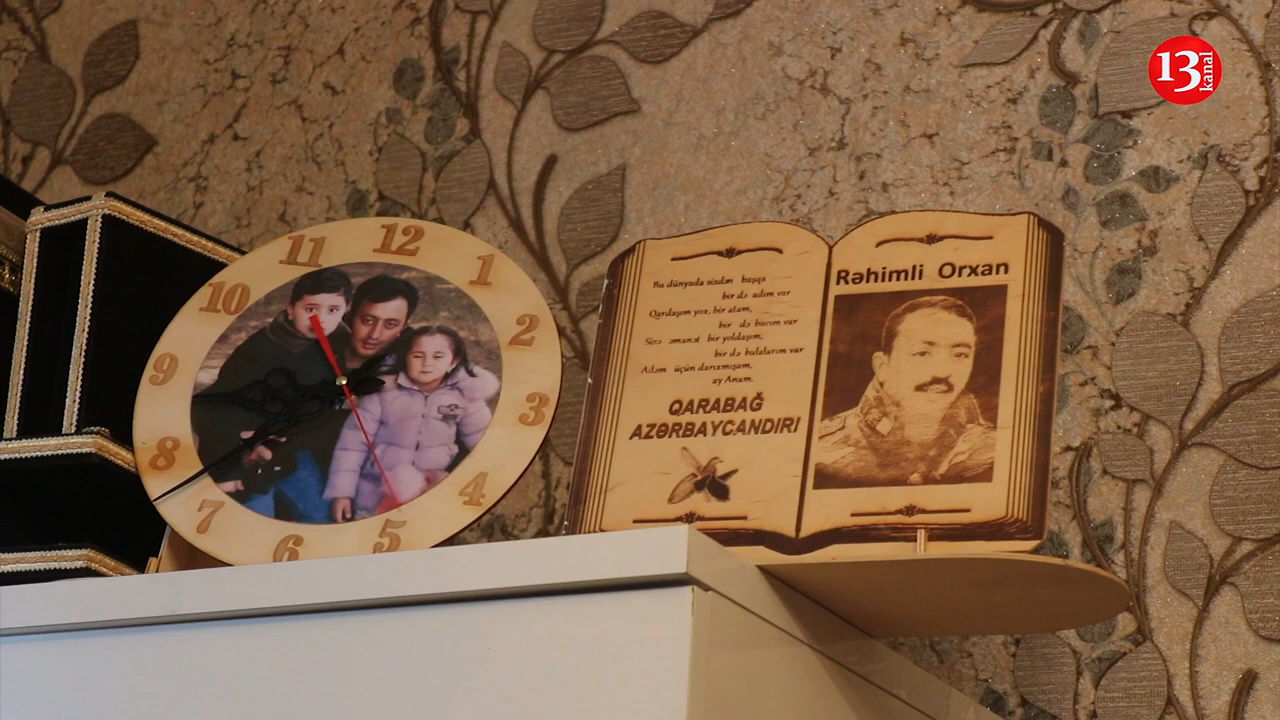 13
kanal
12
1
2
3
4
5
6
7
8
9
10
11
Bu dünyada sizdən başqa
bir də adım var
Qardaşım yox, bir atam,
bir də bacım var
Sizə əmanət bir yoldaşım,
bir də balalarım var
Ailəm üçün darıxmışam,
ay Anam.
QARABAĞ
AZƏRBAYCANDIR!
Rəhimli Orxan